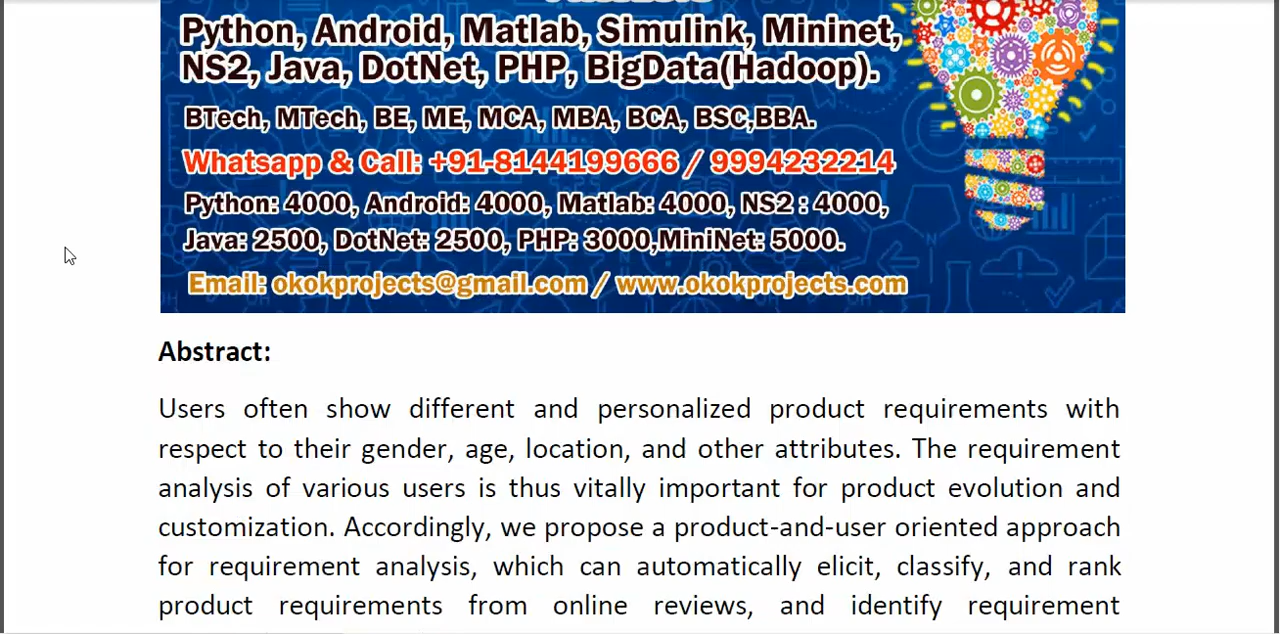 Python, Android, Matlab, Simulink, Mininet,
NS2, Java, DotNet, PHP, BigData(Hadoop).
BTech, MTech, BE, ME, MCA, MBA, BCA, BSC,BBA.
Whatsapp & Call: +91-8144199666 / 9994232214
Python: 4000, Android: 4000, Matlab: 4000, NS2 : 4000,
Java: 2500, DotNet: 2500, PHP: 3000,MiniNet: 5000.
Email: okokprojects@gmail.com / www.okokprojects.com
Abstract:
Users often show different and personalized product requirements with
respect to their gender, age, location, and other attributes. The requirement
analysis of various users is thus vitally important for product evolution and
customization. Accordingly, we propose a product-and-user oriented approach
for requirement analysis, which can automatically elicit, classify, and rank
product requirements from online reviews, and identify requirement